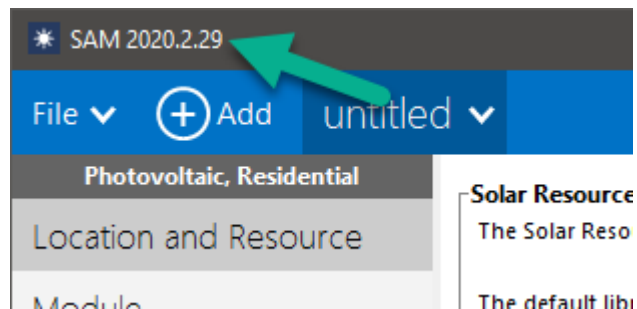 SAM 2020.2.29
File Add untitled
Photovoltaic, Residential
Location and Resource
Solar Resource
The Solar Reso
Module
The default libr